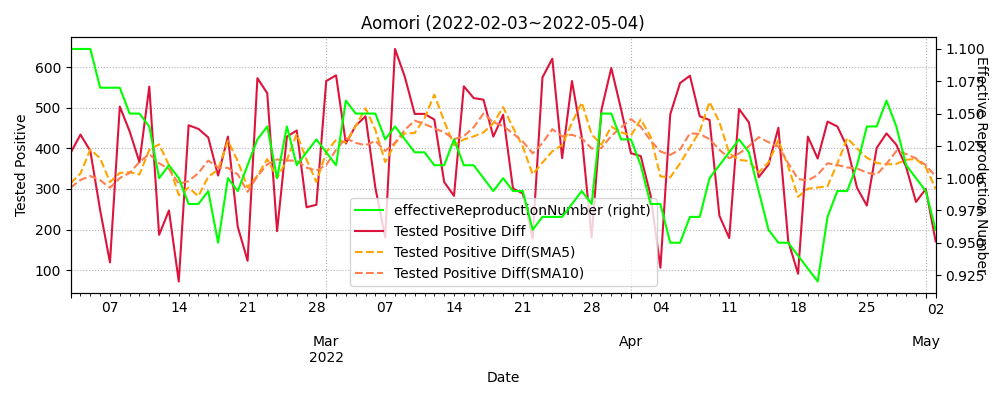 Aomori (2022-02-03~2022-05-04)
Tested Positive
600
500
400
300
200
100
1.100
1.075
1.050
1.025
1.000
0.975
0.950
0.925
Effective Reproduction Number
effectiveReproductionNumber (right)
Tested Positive Diff
Tested Positive Diff(SMA5)
Tested Positive Diff(SMA10)
07 14 21 28 07 14 21 28 04 11 18 25 02
Mar Apr May
2022
Date